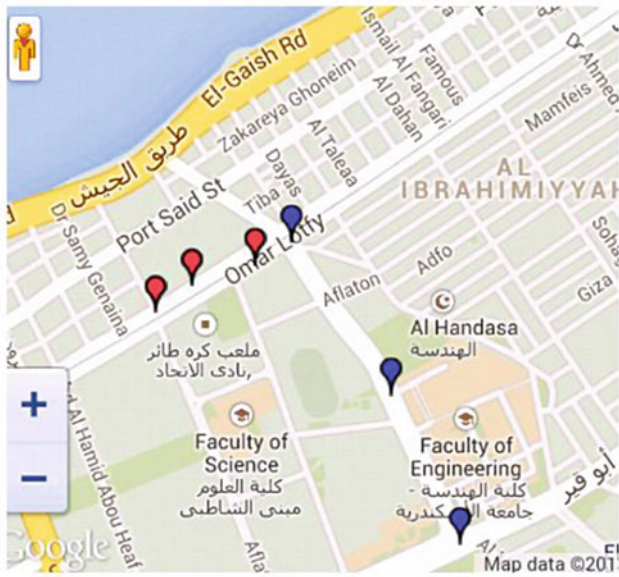 El-Gaish Rd
طريق الجيش
Ismail Al Fangari
Famous
Al Dahan
Zakareya Ghoneim
Al Taleaa
Dayas
Tiba
Port Said St
Dr Samy Genaina
Omar Lotfy
Dr Ahmed
Mamfeis
AL
IBRAHIMIYYAH
Soha
Giza
Adfo
Aflaton
Al Handasa
الهندسة
ملعب كره طائر
,نادى الاتحاد
+
−
d Al Hamid Abou Heaf
Faculty of
Science
كلية العلوم
مبنى الشاطبى
Faculty of
Engineering
كلية الهندسة -
أبو قير
Google
Map data ©201